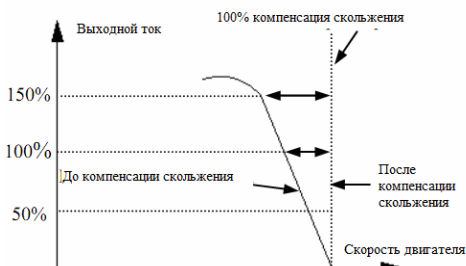 100% компенсация скольжения
Выходной ток
150%
100%
До компенсации скольжения
После
компенсации
скольжения
50%
Скорость двигателя